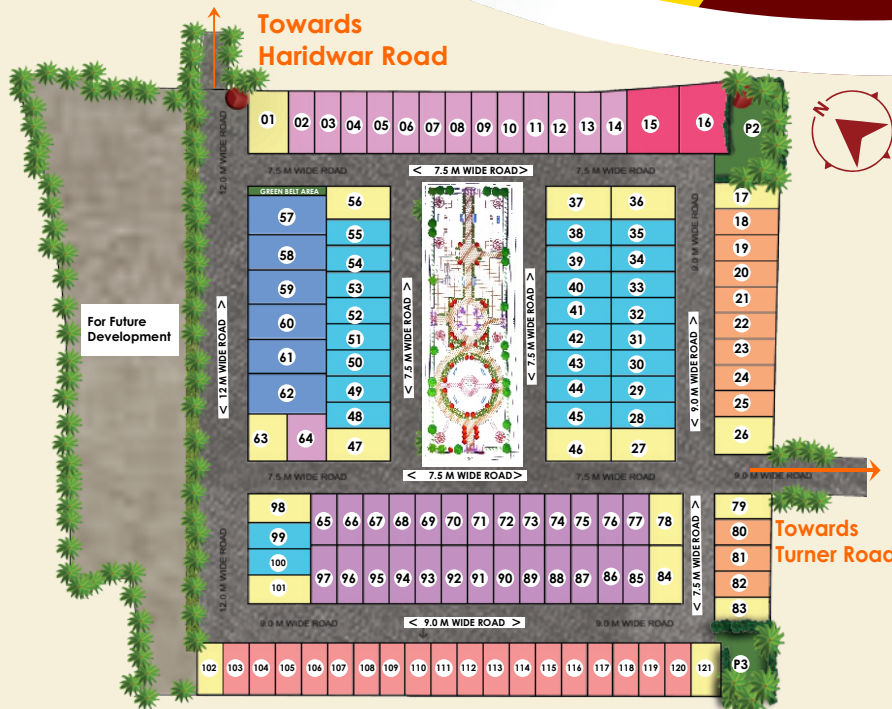 Towards
Haridwar Road
N
01 02 03 04 05 06 07 08 09 10 11 12 13 14 15 16 P2
12.0 M WIDE ROAD
7.5 M WIDE ROAD
< 7.5 M WIDE ROAD>
7.5 M WIDE ROAD
GREEN BELT AREA
17
57 56 37 36 18
55 38 35 19
58 54 39 34 20
9.0 M WIDE ROAD
59 53 40 33 21
60 52 41 32 22
51 42 31 23
61 50 43 30 24
62 49 44 29 25
48 45 28
63 64 47 46 27 26
For Future
Development
< 12 M WIDE ROAD >
< 7.5 M WIDE ROAD >
< 7.5 M WIDE ROAD >
< 9.0 M WIDE ROAD >
7.5 M WIDE ROAD
< 7.5 M WIDE ROAD>
7.5 M WIDE ROAD
9.0 M WIDE ROAD
98 65 66 67 68 69 70 71 72 73 74 75 76 77 78 79
99 80
100 81
101 97 96 95 94 93 92 91 90 89 88 87 86 85 84 82
83
Towards
Turner Road
12.0 M WIDE ROAD
< 7.5 M WIDE ROAD >
9.0 M WIDE ROAD
< 9.0 M WIDE ROAD >
9.0 M WIDE ROAD
102 103 104 105 106 107 108 109 110 111 112 113 114 115 116 117 118 119 120 121 P3